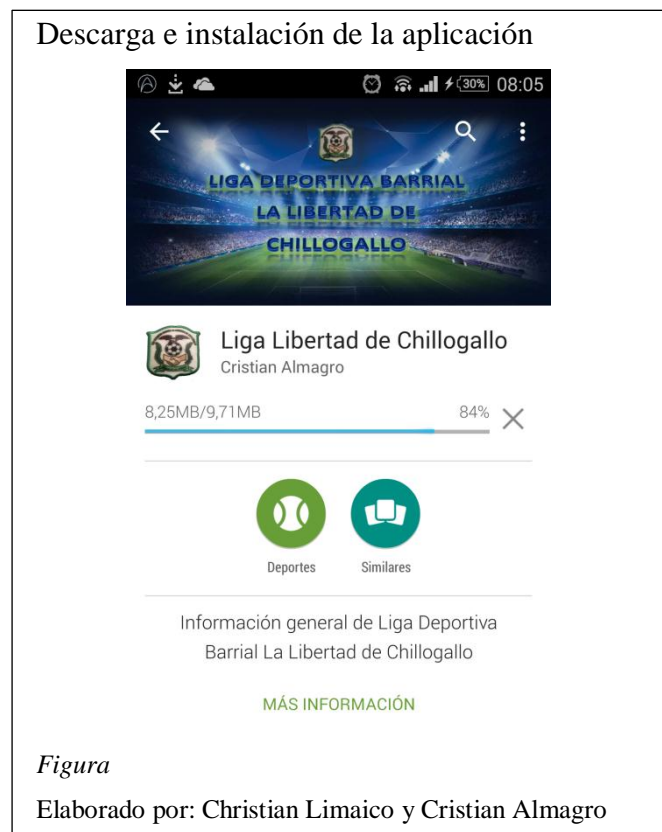 Descarga e instalación de la aplicación
30% 08:05
LIGA DEPORTIVA BARRIAL
LA LIBERTAD DE
CHILLOGALLO
Liga Libertad de Chillogallo
Cristian Almagro
8,25MB/9,71MB 84%
Deportes Similares
Información general de Liga Deportiva
Barrial La Libertad de Chillogallo
MÁS INFORMACIÓN
Figura
Elaborado por: Christian Limaico y Cristian Almagro